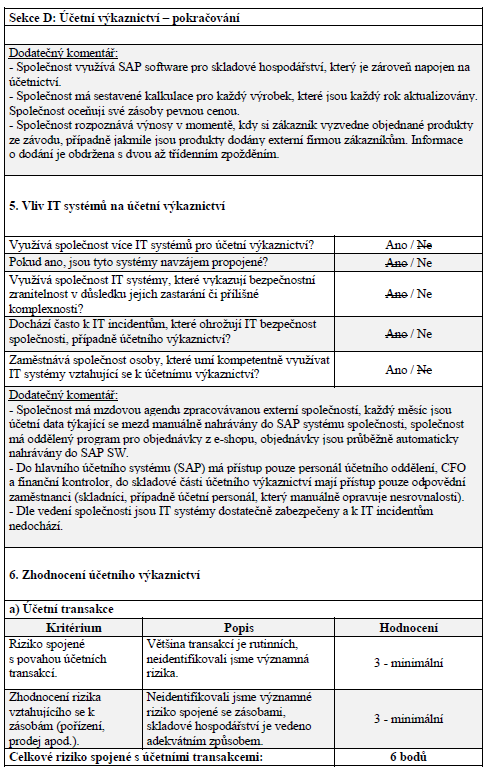 Sekce D: Účetní výkaznictví – pokračování
Dodatečný komentář:
- Společnost využívá SAP software pro skladové hospodářství, který je zároveň napojen na
účetnictví.
- Společnost má sestavené kalkulace pro každý výrobek, které jsou každý rok aktualizovány.
Společnost oceňuji své zásoby pevnou cenou.
- Společnost rozpoznává výnosy v momentě, kdy si zákazník vyzvedne objednané produkty
ze závodu, případně jakmile jsou produkty dodány externí firmou zákazníkům. Informace
o dodání je obdržena s dvou až třídenním zpožděním.
5. Vliv IT systémů na účetní výkaznictví
Využívá společnost více IT systémů pro účetní výkaznictví? Ano / Ne
Pokud ano, jsou tyto systémy navzájem propojené? Ano / Ne
Využívá společnost IT systémy, které vykazují bezpečnostní
zranitelnost v důsledku jejich zastarání či přílišné
komplexnosti? Ano / Ne
Dochází často k IT incidentům, které ohrožují IT bezpečnost
společnosti, případně účetního výkaznictví? Ano / Ne
Zaměstnává společnost osoby, které umí kompetentně využívat
IT systémy vztahující se k účetnímu výkaznictví? Ano / Ne
Dodatečný komentář:
- Společnost má mzdovou agendu zpracovávanou externí společností, každý měsíc jsou
účetní data týkající se mezd manuálně nahrávány do SAP systému společnosti, společnost
má oddělený program pro objednávky z e-shopu, objednávky jsou průběžně automaticky
nahrávány do SAP SW.
- Do hlavního účetního systému (SAP) má přístup pouze personál účetního oddělení, CFO
a finanční kontrolor, do skladové části účetního výkaznictví mají přístup pouze odpovědní
zaměstnanci (skladníci, případně účetní personál, který manuálně opravuje nesrovnalosti).
- Dle vedení společnosti jsou IT systémy dostatečně zabezpečeny a k IT incidentům
nedochází.
6. Zhodnocení účetního výkaznictví
a) Účetní transakce
Kritérium Popis Hodnocení
Riziko spojené
s povahou účetních
transakcí.
Většina transakcí je rutinních,
neidentifikovali jsme významná
rizika.
3 - minimální
Zhodnocení rizika
vztahujícího se k
zásobám (pořízení,
prodej apod.).
Neidentifikovali jsme významné
riziko spojené se zásobami,
skladové hospodářství je vedeno
adekvátním způsobem.
3 - minimální
Celkové riziko spojené s účetními transakcemi: 6 bodů